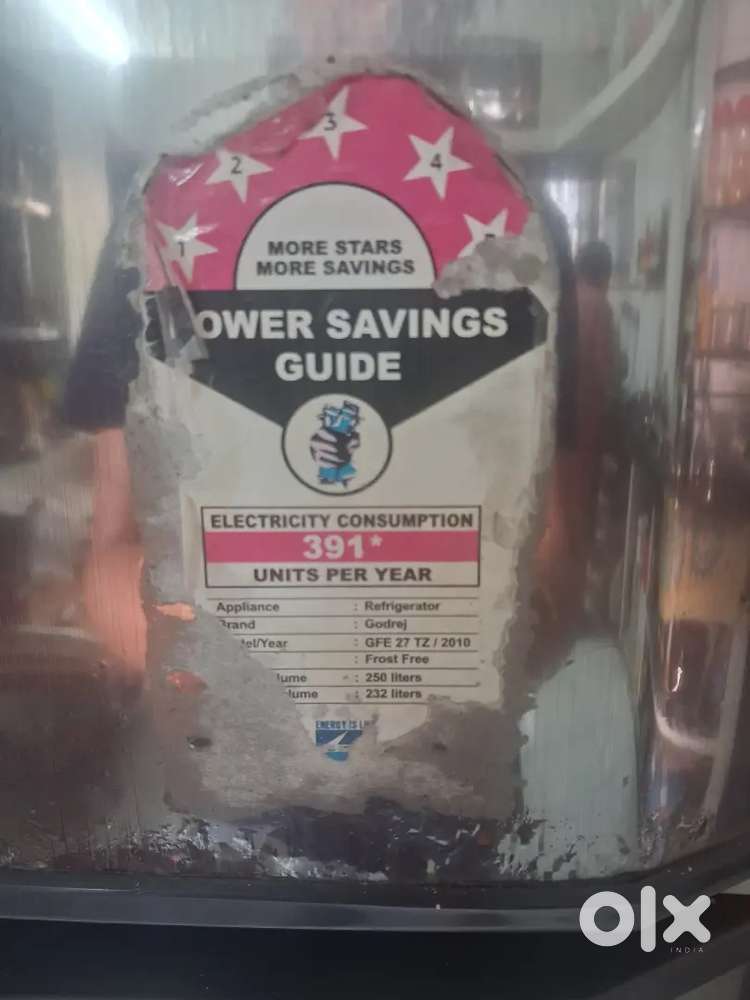 1 2 3 4
MORE STARS
MORE SAVINGS
OWER SAVINGS
GUIDE
ELECTRICITY CONSUMPTION
391*
UNITS PER YEAR
Appliance : Refrigerator
rand : Godrej
el/Year : GFE 27 TZ / 2010
: Frost Free
lume : 250 liters
lume : 232 liters
ENERGY IS
olx
INDIA